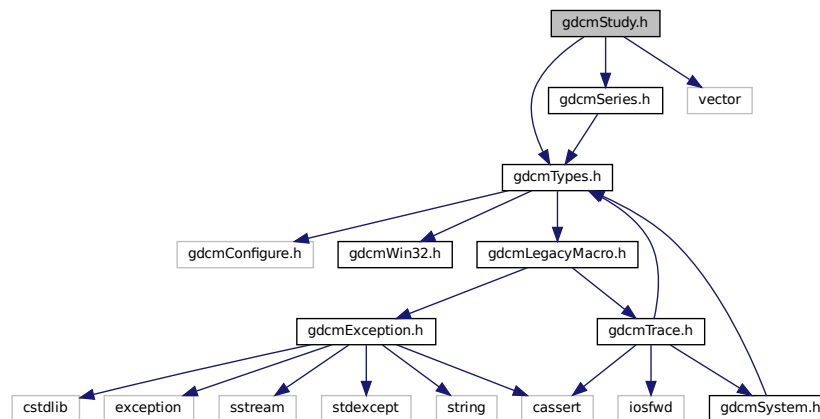 gdcmStudy.h
gdcmSeries.h
vector
gdcmTypes.h
gdcmConfigure.h
gdcmWin32.h
gdcmLegacyMacro.h
gdcmException.h
gdcmTrace.h
cstdlib
exception
sstream
stdexcept
string
cassert
iosfwd
gdcmSystem.h